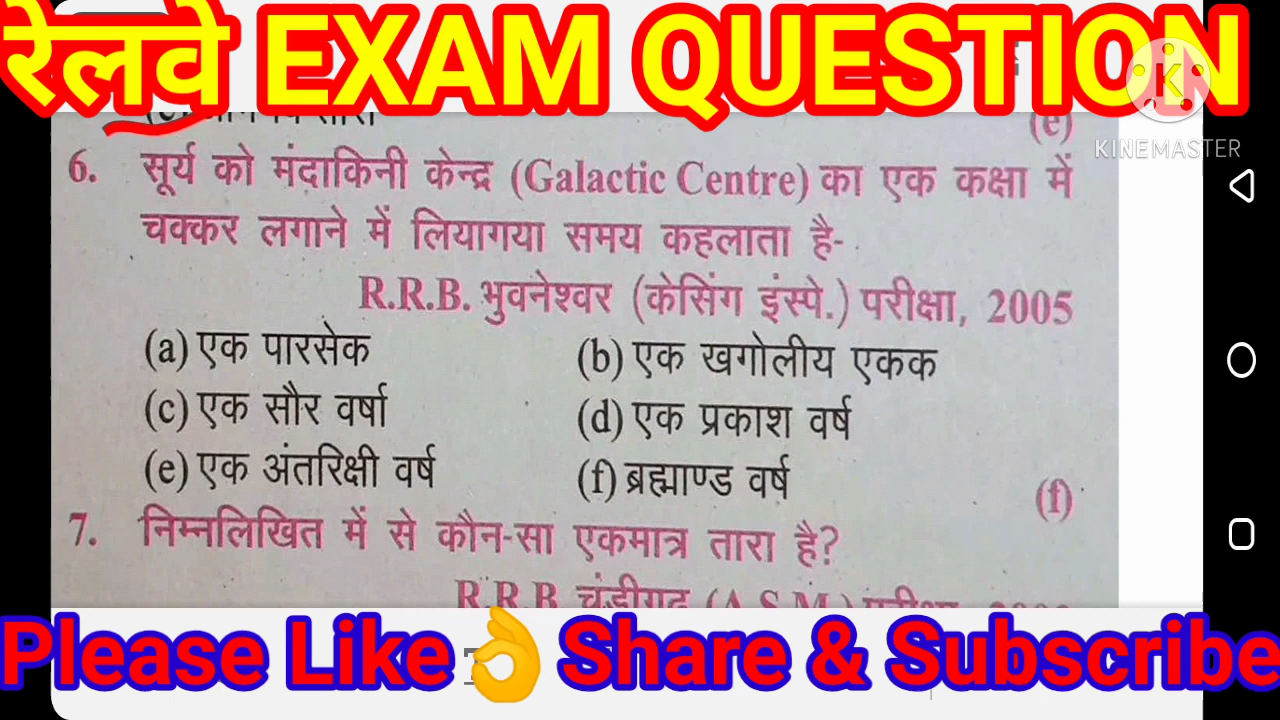 रेलवे EXAM QUESTION
KINEMASTER
(e)
6. सूर्य को मंदाकिनी केन्द्र (Galactic Centre) का एक कक्षा में
चक्कर लगाने में लियागया समय कहलाता है-
R.R.B. भुवनेश्वर (केसिंग इंस्पे.) परीक्षा, 2005
(a) एक पारसेक (b) एक खगोलीय एकक
(c) एक सौर वर्षा (d) एक प्रकाश वर्ष
(e) एक अंतरिक्षी वर्ष (f) ब्रह्माण्ड वर्ष
(f)
7. निम्नलिखित में से कौन-सा एकमात्र तारा है?
R.R.B. चंडीगढ़ (A.S.M.) परीक्षा,
Please Like👌Share & Subscribe